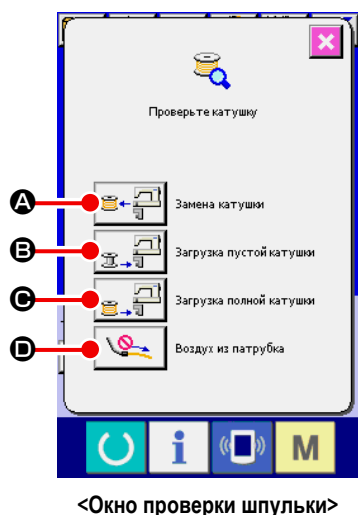 Проверьте катушку
A Замена катушки
B Загрузка пустой катушки
C Загрузка полной катушки
D Воздух из патрубка
i M
<Окно проверки шпульки>